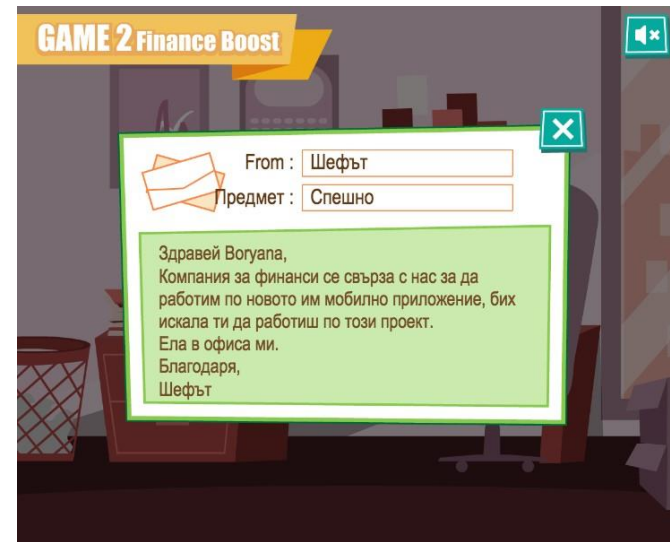 GAME 2 Finance Boost
From : Шефът
Предмет : Спешно
Здравей Boryana,
Компания за финанси се свърза с нас за да
работим по новото им мобилно приложение, бих
искала ти да работиш по този проект.
Ела в офиса ми.
Благодаря,
Шефът